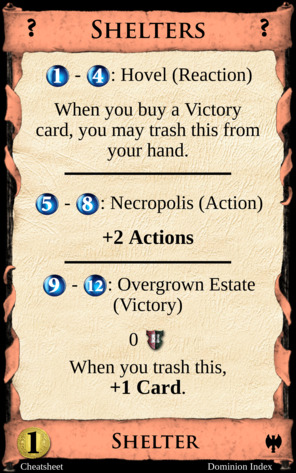 ? SHELTERS ?
1 - 4: Hovel (Reaction)
When you buy a Victory
card, you may trash this from
your hand.
5 - 8: Necropolis (Action)
+2 Actions
9 - 12: Overgrown Estate
(Victory)
0
When you trash this,
+1 Card.
1 SHELTER
Cheatsheet Dominion Index